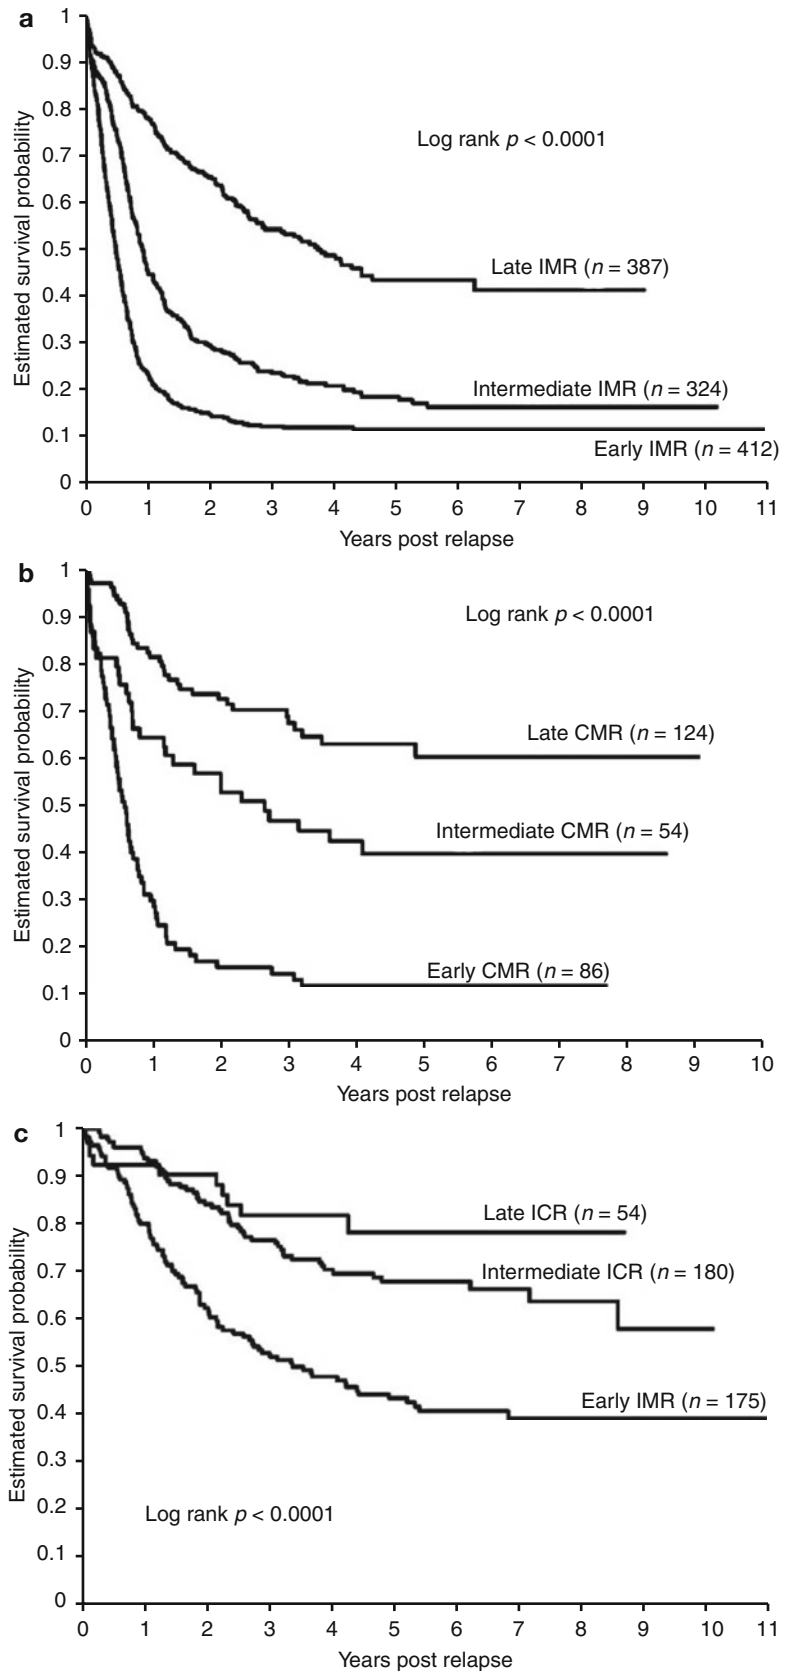 a
Estimated survival probability
1
0.9
0.8
0.7
0.6
0.5
0.4
0.3
0.2
0.1
0
Log rank p < 0.0001
Late IMR (n = 387)
Intermediate IMR (n = 324)
Early IMR (n = 412)
0 1 2 3 4 5 6 7 8 9 10 11
Years post relapse
b
Estimated survival probability
1
0.9
0.8
0.7
0.6
0.5
0.4
0.3
0.2
0.1
0
Log rank p < 0.0001
Late CMR (n = 124)
Intermediate CMR (n = 54)
Early CMR (n = 86)
0 1 2 3 4 5 6 7 8 9 10
Years post relapse
c
Estimated survival probability
1
0.9
0.8
0.7
0.6
0.5
0.4
0.3
0.2
0.1
0
Late ICR (n = 54)
Intermediate ICR (n = 180)
Early IMR (n = 175)
Log rank p < 0.0001
0 1 2 3 4 5 6 7 8 9 10 11
Years post relapse